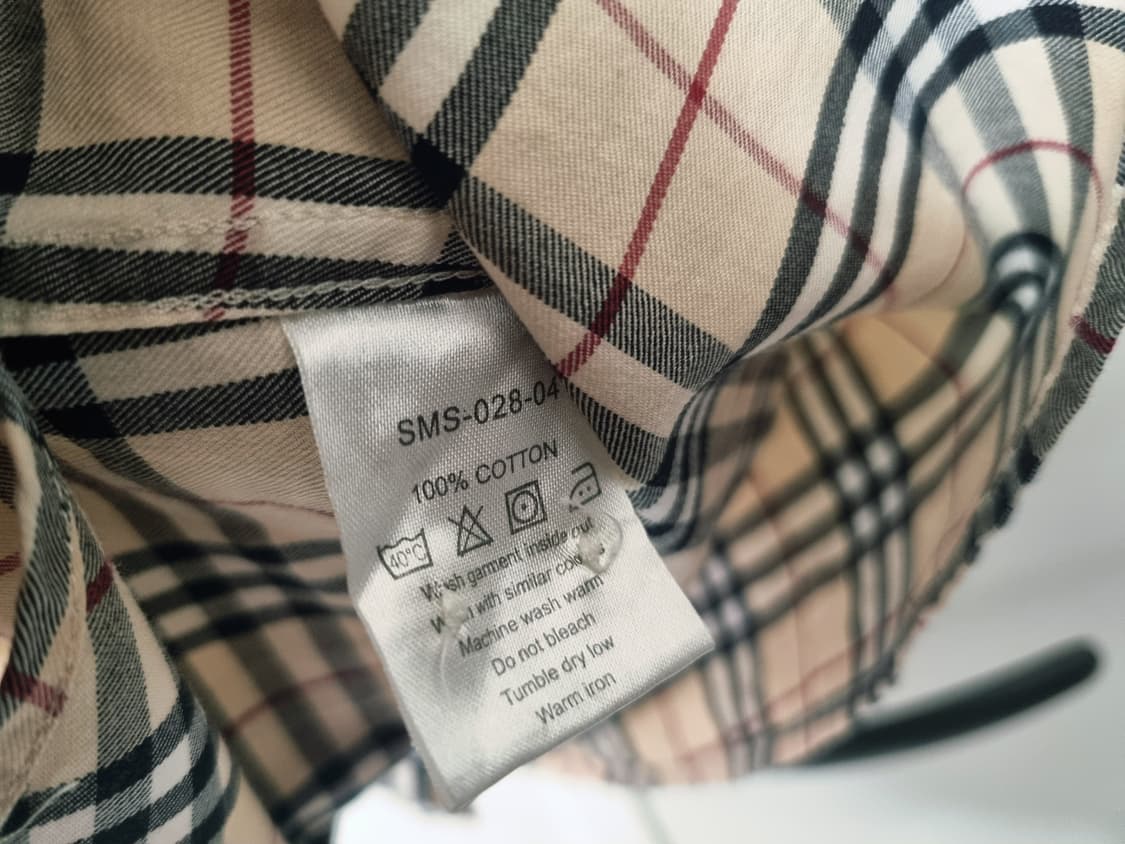 SMS-028-04
100% COTTON
40°C
Wash garment inside out
with similar
Machine wash warm
Do not bleach
Tumble dry low
Warm iron